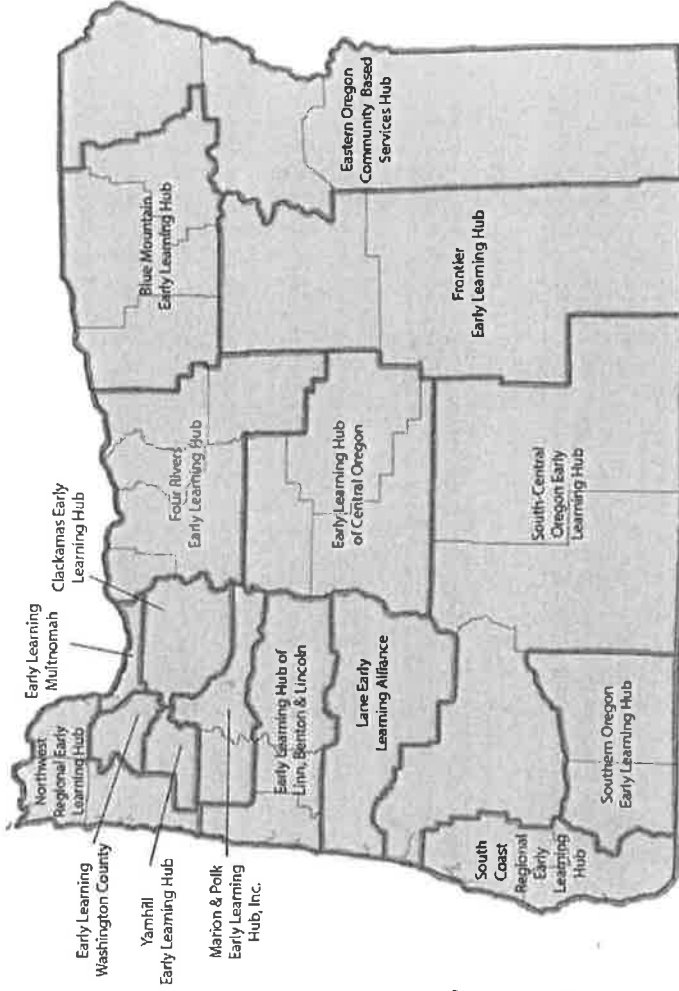 Early Learning
Multnomah
Clackamas Early
Learning Hub
Northwest
Regional Early
Learning Hub
Early Learning
Washington County
Yamhill
Early Learning Hub
Marion & Polk
Early Learning
Hub, Inc.
Four Rivers
Early Learning Hub
Blue Mountain
Early Learning Hub
Early Learning Hub of
Linn, Benton & Lincoln
Early Learning Hub
of Central Oregon
Eastern Oregon
Community Based
Services Hub
Lane Early
Learning Alliance
Frontier
Early Learning Hub
South
Coast
Regional
Early
Learning
Hub
Southern Oregon
Early Learning Hub
South-Central
Oregon Early
Learning Hub